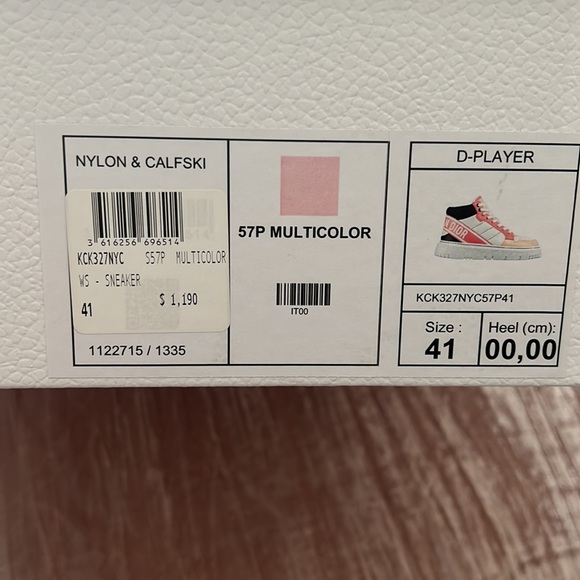 NYLON & CALFSKI
3 616256 696514
KCK327NYC S57P MULTICOLOR
WS - SNEAKER
41 $ 1,190
1122715 / 1335
57P MULTICOLOR
IT00
D-PLAYER
DIOR
KCK327NYC57P41
Size : Heel (cm):
41 00,00